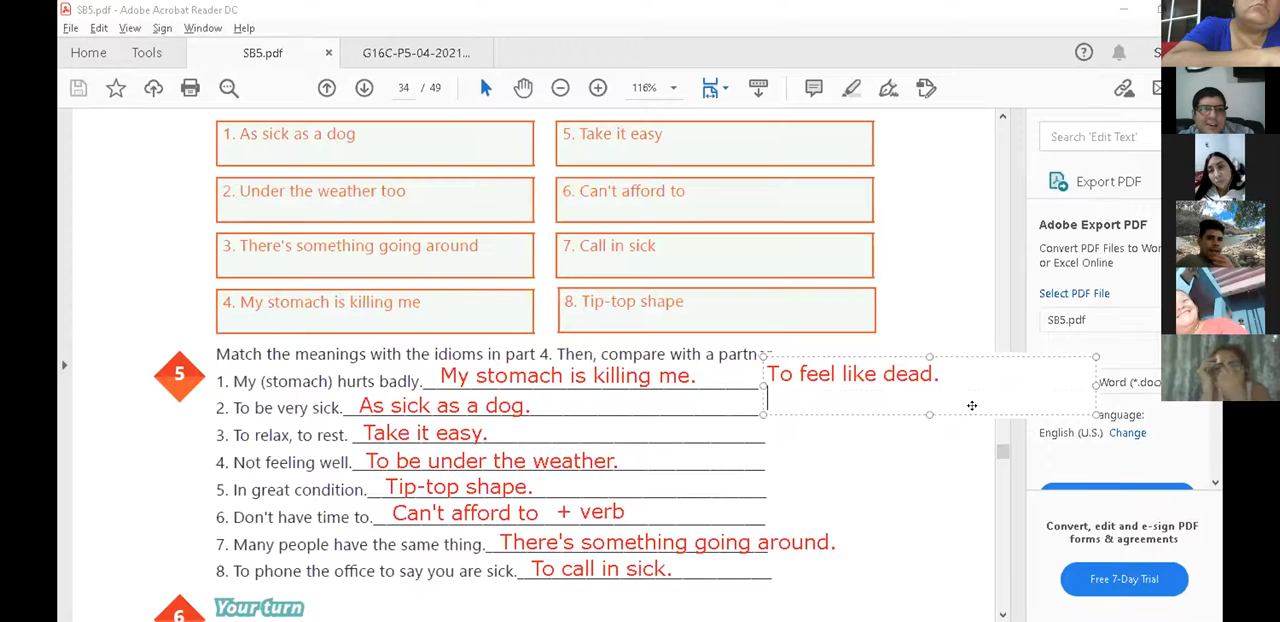 SB5.pdf - Adobe Acrobat Reader DC
File Edit View Sign Window Help
Home Tools SB5.pdf × G16C-P5-04-2021...
34 / 49 116%
1. As sick as a dog
5. Take it easy
2. Under the weather too
6. Can't afford to
3. There's something going around
7. Call in sick
4. My stomach is killing me
8. Tip-top shape
5 Match the meanings with the idioms in part 4. Then, compare with a partn
1. My (stomach) hurts badly. My stomach is killing me. To feel like dead.
2. To be very sick. As sick as a dog.
3. To relax, to rest. Take it easy.
4. Not feeling well. To be under the weather.
5. In great condition. Tip-top shape.
6. Don't have time to. Can't afford to + verb
7. Many people have the same thing. There's something going around.
8. To phone the office to say you are sick. To call in sick.
6 Your turn
Search 'Edit Text'
Export PDF
Adobe Export PDF
Convert PDF Files to Wor
or Excel Online
Select PDF File
SB5.pdf
Word (*.doc
anguage:
English (U.S.) Change
Convert, edit and e-sign PDF
forms & agreements
Free 7-Day Trial